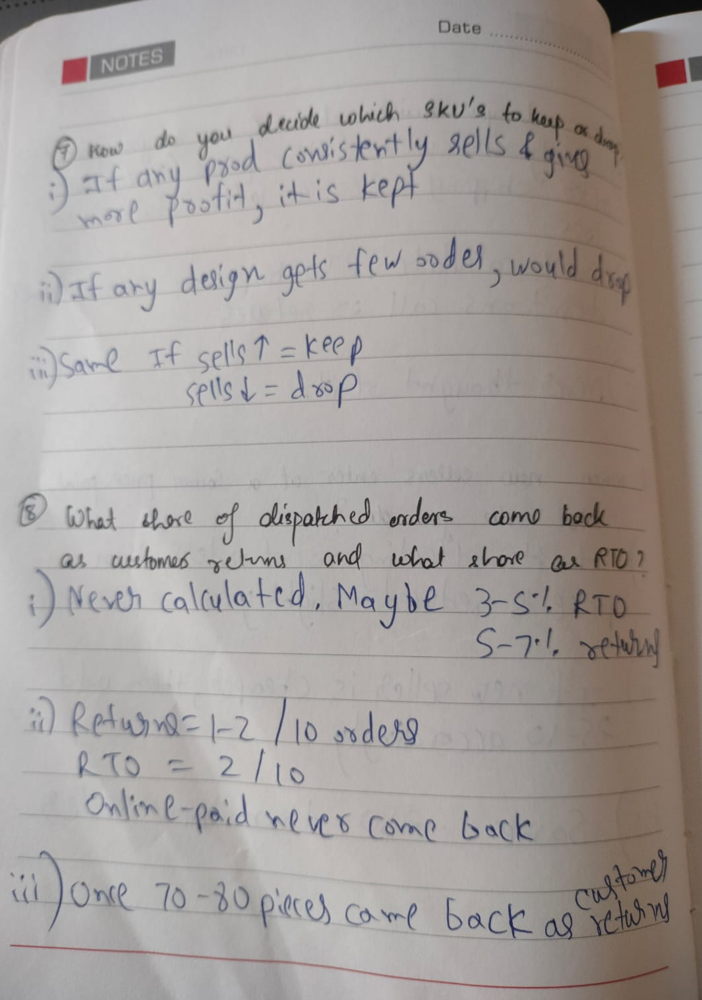 Date
NOTES
⑦ How do you decide which SKU's to keep or drop.
i) If any prod consistently sells & gives
more profit, it is kept
ii) If any design gets few order, would drop
iii) Same If sells ↑ = keep
sells ↓ = drop
⑧ What share of dispatched orders come back
as customer returns and what share as RTO?
i) Never calculated. Maybe 3-5% RTO
5-7% returns
ii) Returns = 1-2 / 10 orders
RTO = 2/10
Online-paid never come back
iii) Once 70-80 pieces came back as customer returns